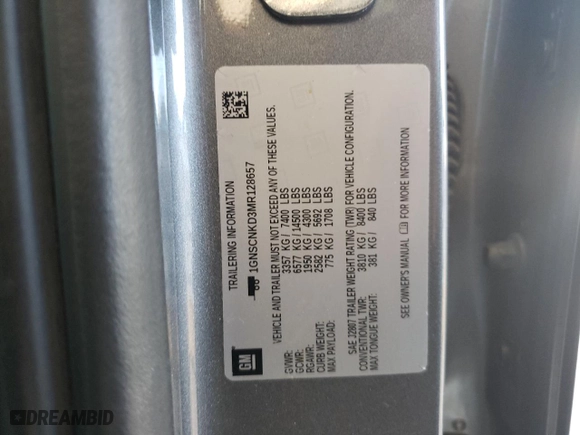 TRAILERING INFORMATION
1GNSCNKD3MR128657
VEHICLE AND TRAILER MUST NOT EXCEED ANY OF THESE VALUES.
GVWR: 3357 KG / 7400 LBS
GCWR: 6577 KG / 14500 LBS
RGAWR: 1950 KG / 4300 LBS
CURB WEIGHT: 2582 KG / 5692 LBS
MAX PAYLOAD: 775 KG / 1708 LBS
SAE J2807 TRAILER WEIGHT RATING (TWR) FOR VEHICLE CONFIGURATION.
CONVENTIONAL TWR: 3810 KG / 8400 LBS
MAX TONGUE WEIGHT: 381 KG / 840 LBS
SEE OWNER'S MANUAL FOR MORE INFORMATION
GM
DREAMBID